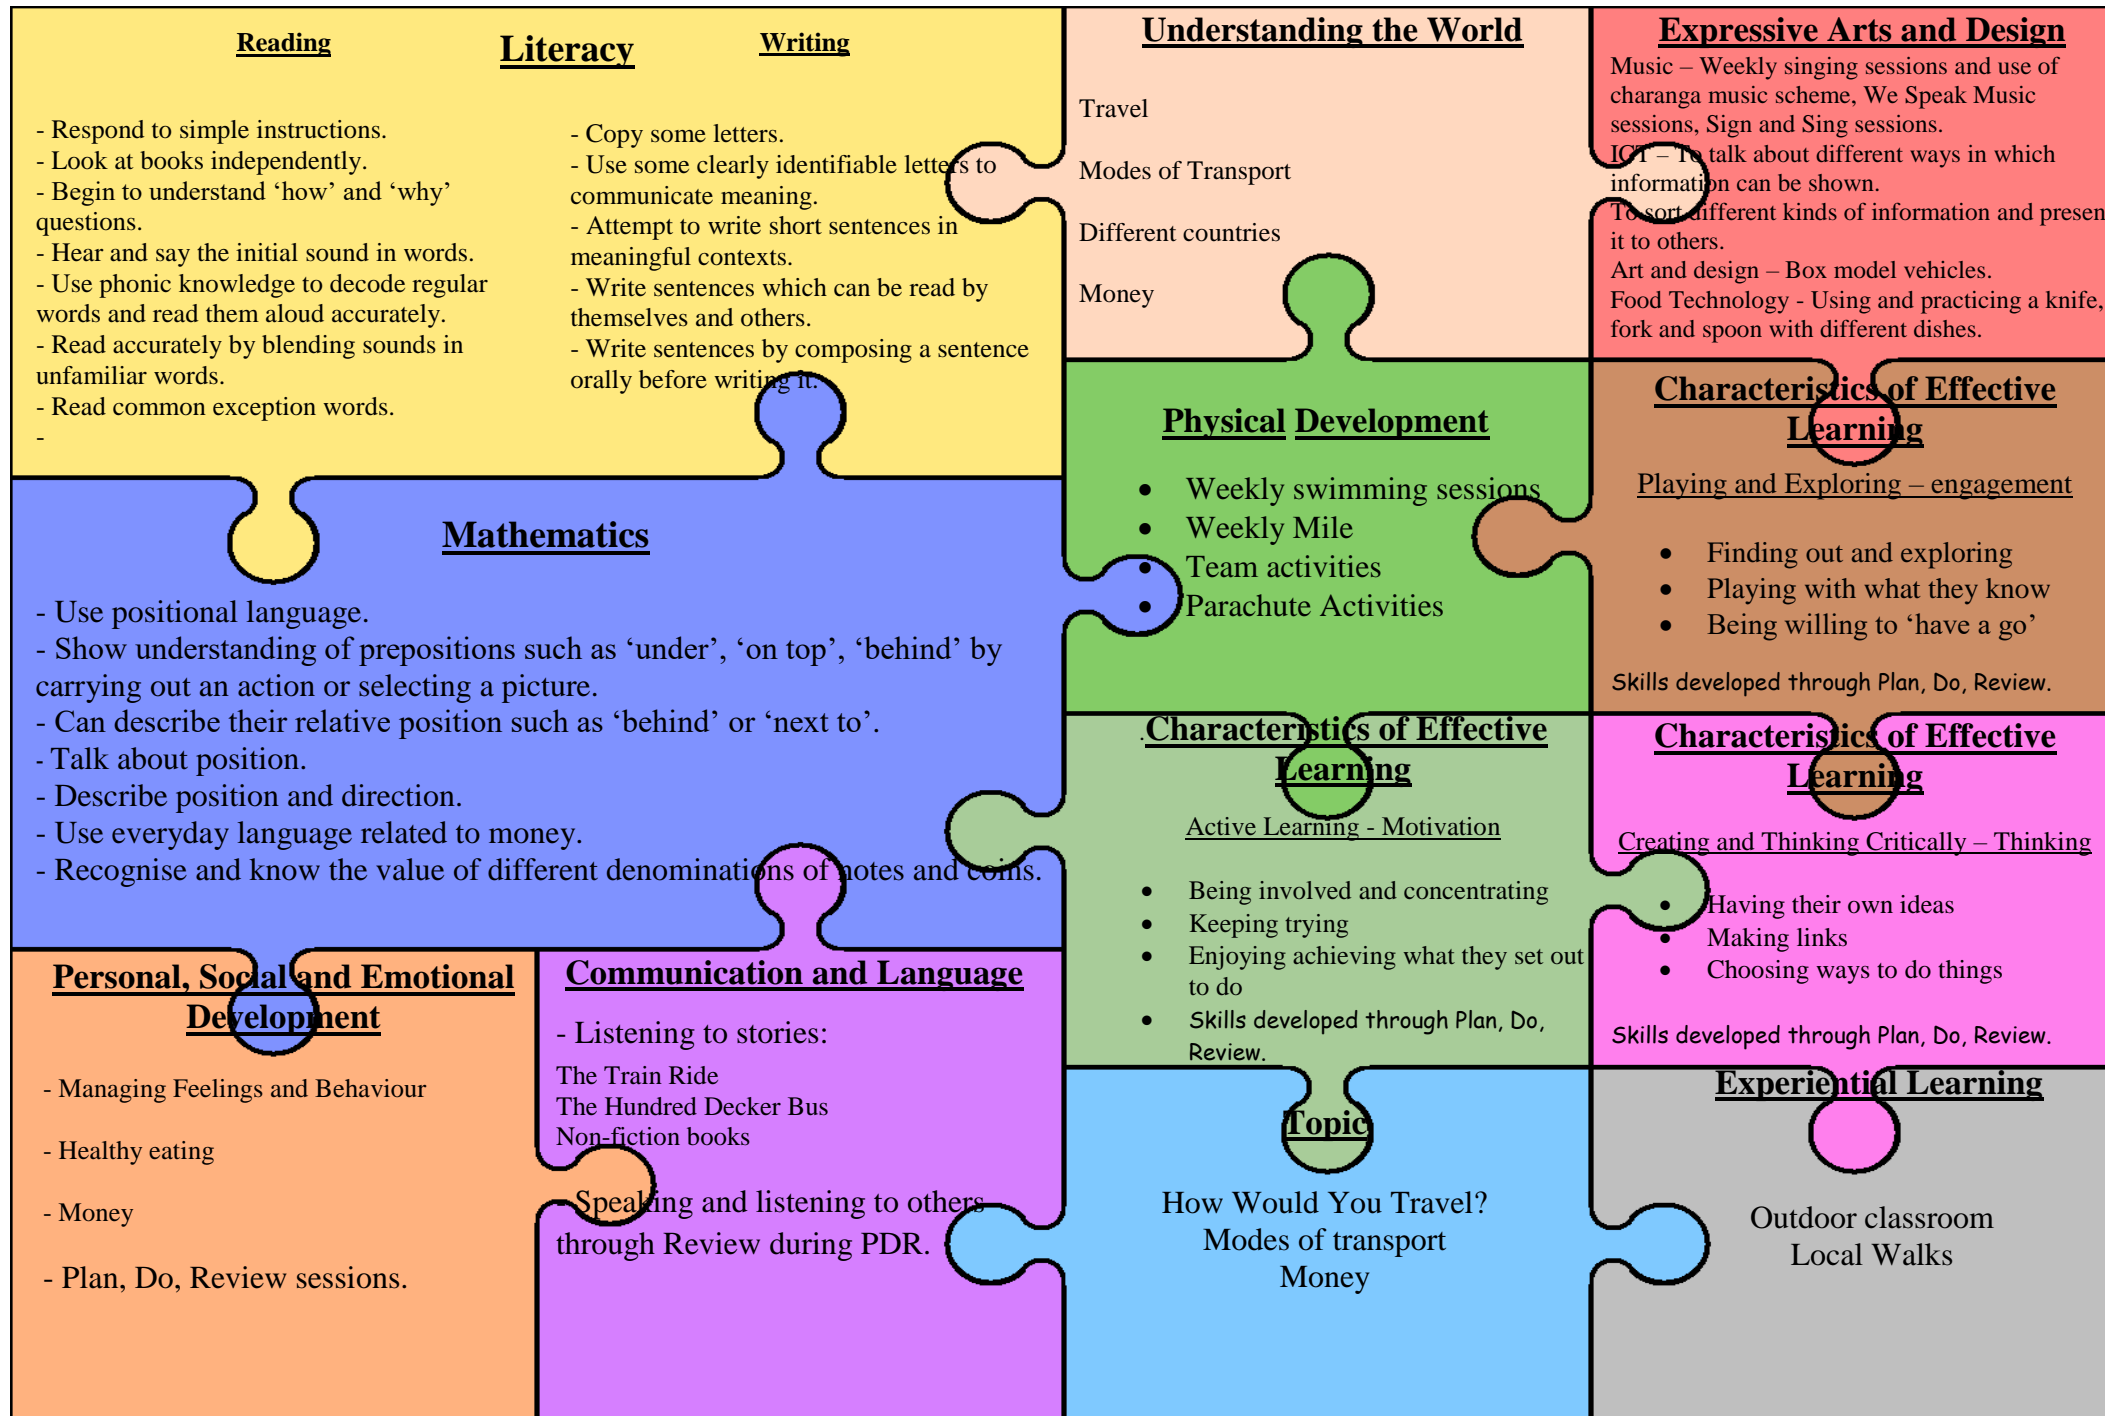 Literacy
Reading
- Respond to simple instructions.
- Look at books independently.
- Begin to understand ‘how’ and ‘why’
questions.
- Hear and say the initial sound in words.
- Use phonic knowledge to decode regular
words and read them aloud accurately.
- Read accurately by blending sounds in
unfamiliar words.
- Read common exception words.
-
Writing
- Copy some letters.
- Use some clearly identifiable letters to
communicate meaning.
- Attempt to write short sentences in
meaningful contexts.
- Write sentences which can be read by
themselves and others.
- Write sentences by composing a sentence
orally before writing it.
Understanding the World
Travel
Modes of Transport
Different countries
Money
Expressive Arts and Design
Music – Weekly singing sessions and use of
charanga music scheme, We Speak Music
sessions, Sign and Sing sessions.
ICT – To talk about different ways in which
information can be shown.
To sort different kinds of information and presen
it to others.
Art and design – Box model vehicles.
Food Technology - Using and practicing a knife,
fork and spoon with different dishes.
Mathematics
- Use positional language.
- Show understanding of prepositions such as ‘under’, ‘on top’, ‘behind’ by
carrying out an action or selecting a picture.
- Can describe their relative position such as ‘behind’ or ‘next to’.
- Talk about position.
- Describe position and direction.
- Use everyday language related to money.
- Recognise and know the value of different denominations of notes and coins.
Physical Development
• Weekly swimming sessions
• Weekly Mile
• Team activities
• Parachute Activities
Characteristics of Effective
Learning
Playing and Exploring – engagement
• Finding out and exploring
• Playing with what they know
• Being willing to ‘have a go’
Skills developed through Plan, Do, Review.
.Characteristics of Effective
Learning
Active Learning - Motivation
• Being involved and concentrating
• Keeping trying
• Enjoying achieving what they set out
to do
• Skills developed through Plan, Do,
Review.
Characteristics of Effective
Learning
Creating and Thinking Critically – Thinking
• Having their own ideas
• Making links
• Choosing ways to do things
Skills developed through Plan, Do, Review.
Personal, Social and Emotional
Development
- Managing Feelings and Behaviour
- Healthy eating
- Money
- Plan, Do, Review sessions.
Communication and Language
- Listening to stories:
The Train Ride
The Hundred Decker Bus
Non-fiction books
- Speaking and listening to others
through Review during PDR.
Topic
How Would You Travel?
Modes of transport
Money
Experiential Learning
Outdoor classroom
Local Walks